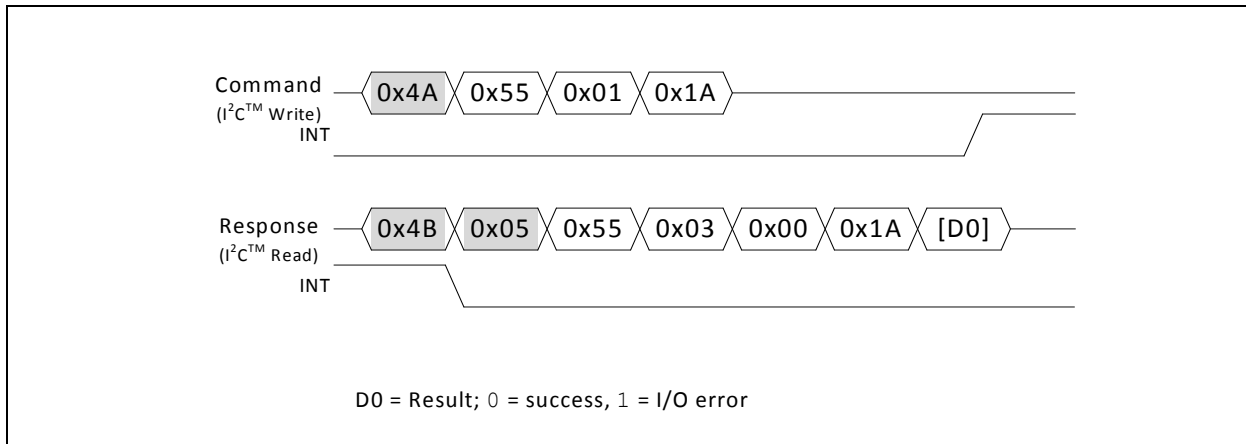 Command 0x4A 0x55 0x01 0x1A
(I²C™ Write)
INT
Response 0x4B 0x05 0x55 0x03 0x00 0x1A [D0]
(I²C™ Read)
INT
D0 = Result; 0 = success, 1 = I/O error